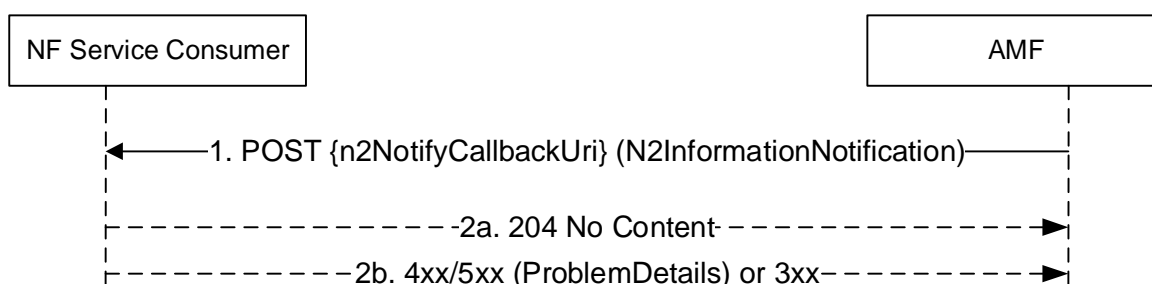 NF Service Consumer
AMF
1. POST {n2NotifyCallbackUri} (N2InformationNotification)
2a. 204 No Content
2b. 4xx/5xx (ProblemDetails) or 3xx